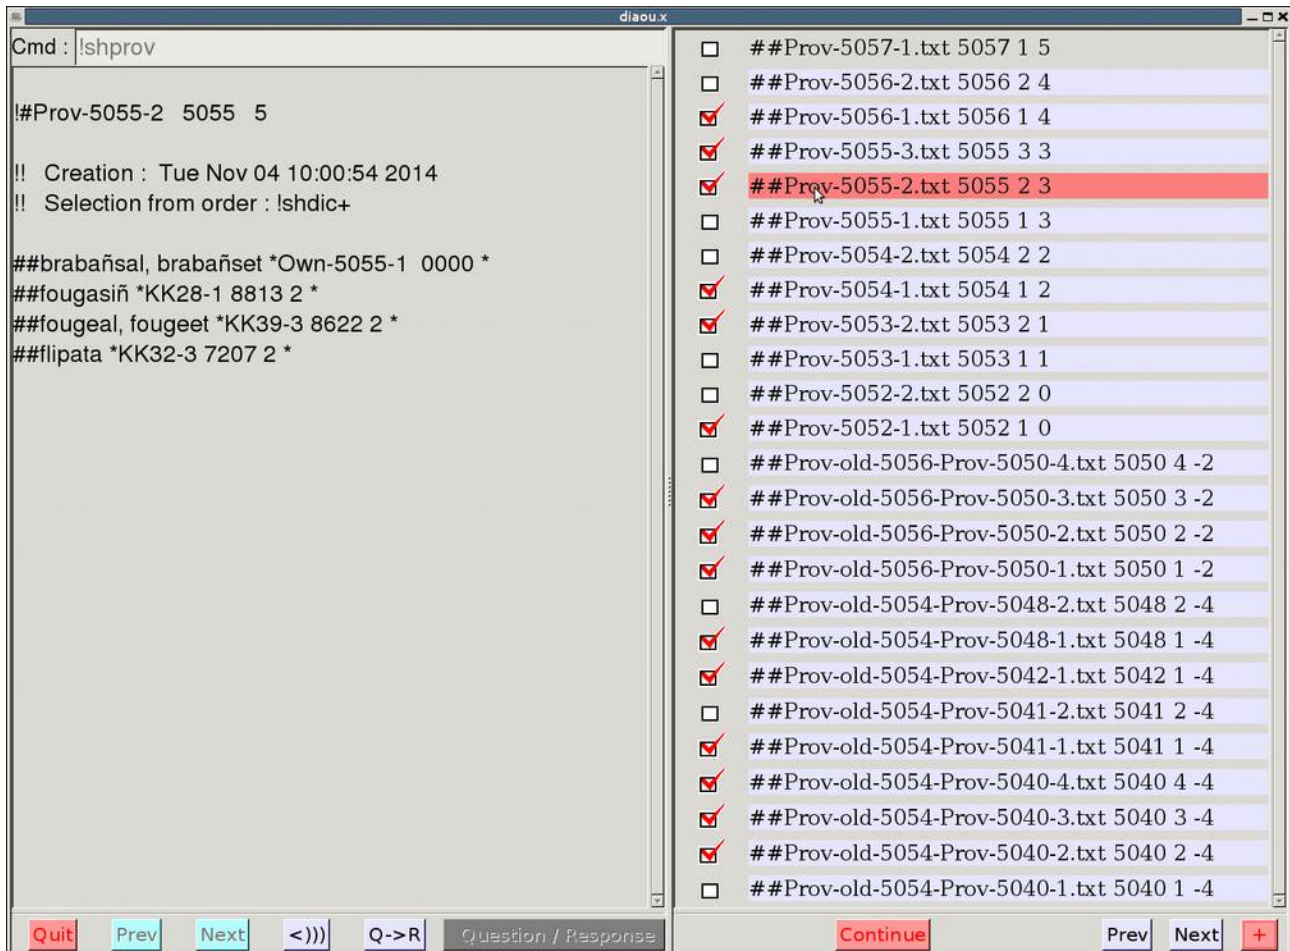 diaou.x
Cmd : !shprov
!#Prov-5055-2 5055 5
!! Creation : Tue Nov 04 10:00:54 2014
!! Selection from order : !shdic+
##brabañsal, brabañset *Own-5055-1 0000 *
##fougasiñ *KK28-1 8813 2 *
##fougeal, fougeet *KK39-3 8622 2 *
##flipata *KK32-3 7207 2 *
Quit Prev Next <))) Q->R Question / Response
##Prov-5057-1.txt 5057 1 5
##Prov-5056-2.txt 5056 2 4
##Prov-5056-1.txt 5056 1 4
##Prov-5055-3.txt 5055 3 3
##Prov-5055-2.txt 5055 2 3
##Prov-5055-1.txt 5055 1 3
##Prov-5054-2.txt 5054 2 2
##Prov-5054-1.txt 5054 1 2
##Prov-5053-2.txt 5053 2 1
##Prov-5053-1.txt 5053 1 1
##Prov-5052-2.txt 5052 2 0
##Prov-5052-1.txt 5052 1 0
##Prov-old-5056-Prov-5050-4.txt 5050 4 -2
##Prov-old-5056-Prov-5050-3.txt 5050 3 -2
##Prov-old-5056-Prov-5050-2.txt 5050 2 -2
##Prov-old-5056-Prov-5050-1.txt 5050 1 -2
##Prov-old-5054-Prov-5048-2.txt 5048 2 -4
##Prov-old-5054-Prov-5048-1.txt 5048 1 -4
##Prov-old-5054-Prov-5042-1.txt 5042 1 -4
##Prov-old-5054-Prov-5041-2.txt 5041 2 -4
##Prov-old-5054-Prov-5041-1.txt 5041 1 -4
##Prov-old-5054-Prov-5040-4.txt 5040 4 -4
##Prov-old-5054-Prov-5040-3.txt 5040 3 -4
##Prov-old-5054-Prov-5040-2.txt 5040 2 -4
##Prov-old-5054-Prov-5040-1.txt 5040 1 -4
Continue Prev Next +